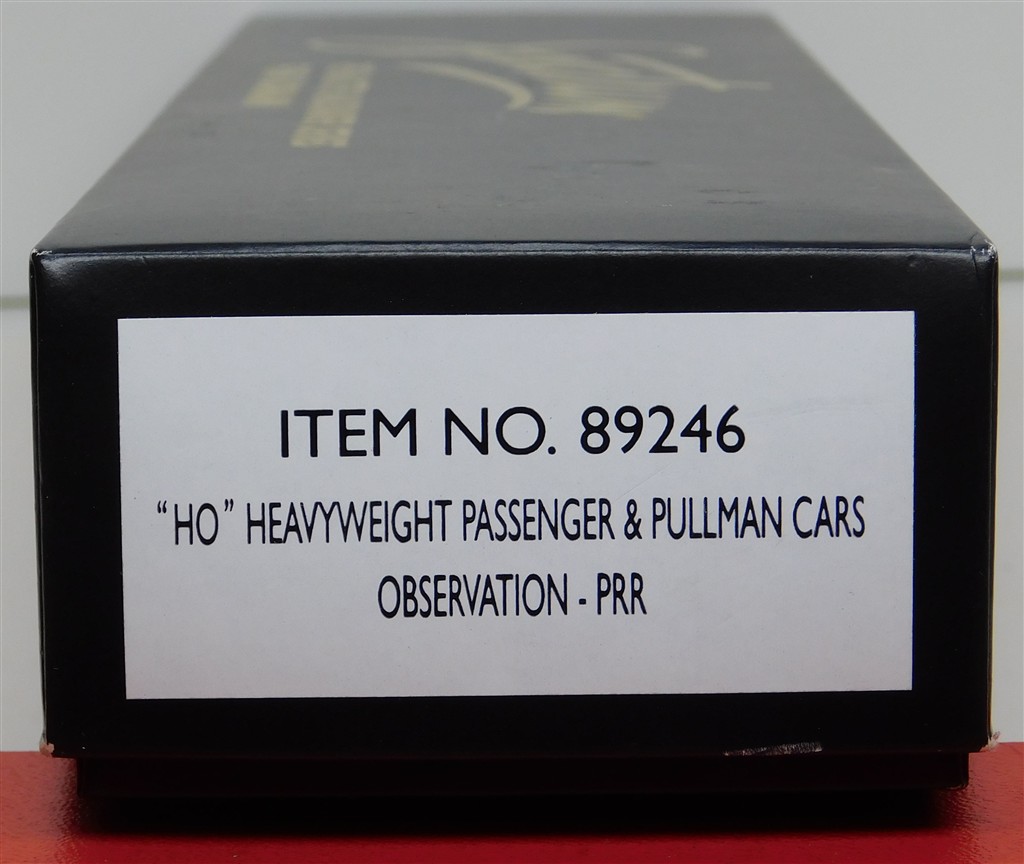 ITEM NO. 89246
“HO” HEAVYWEIGHT PASSENGER & PULLMAN CARS
OBSERVATION - PRR